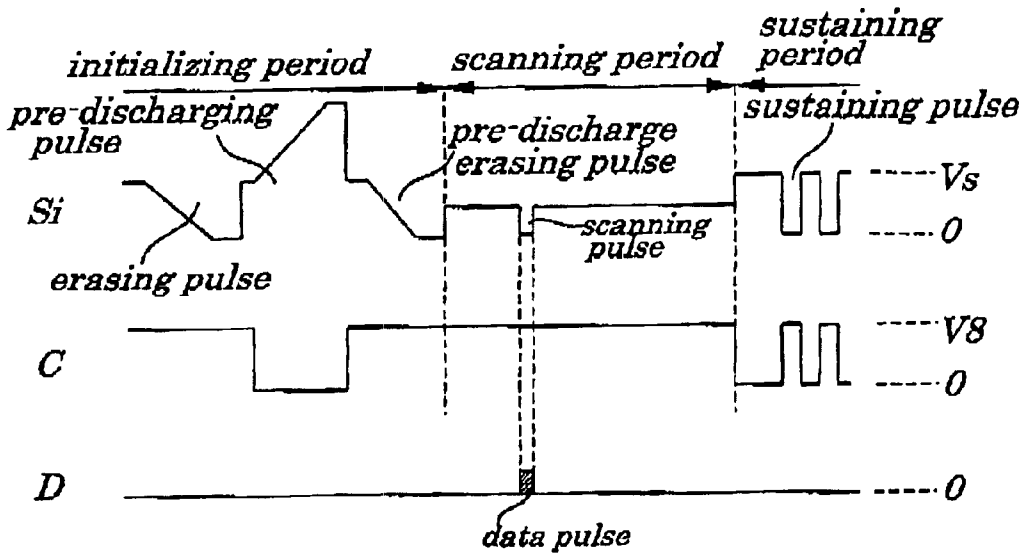 initializing period
scanning period
sustaining
period
pre-discharging
pulse
pre-discharge
erasing pulse
sustaining pulse
Si
erasing pulse
scanning
pulse
Vs
0
C
V8
0
D
0
data pulse